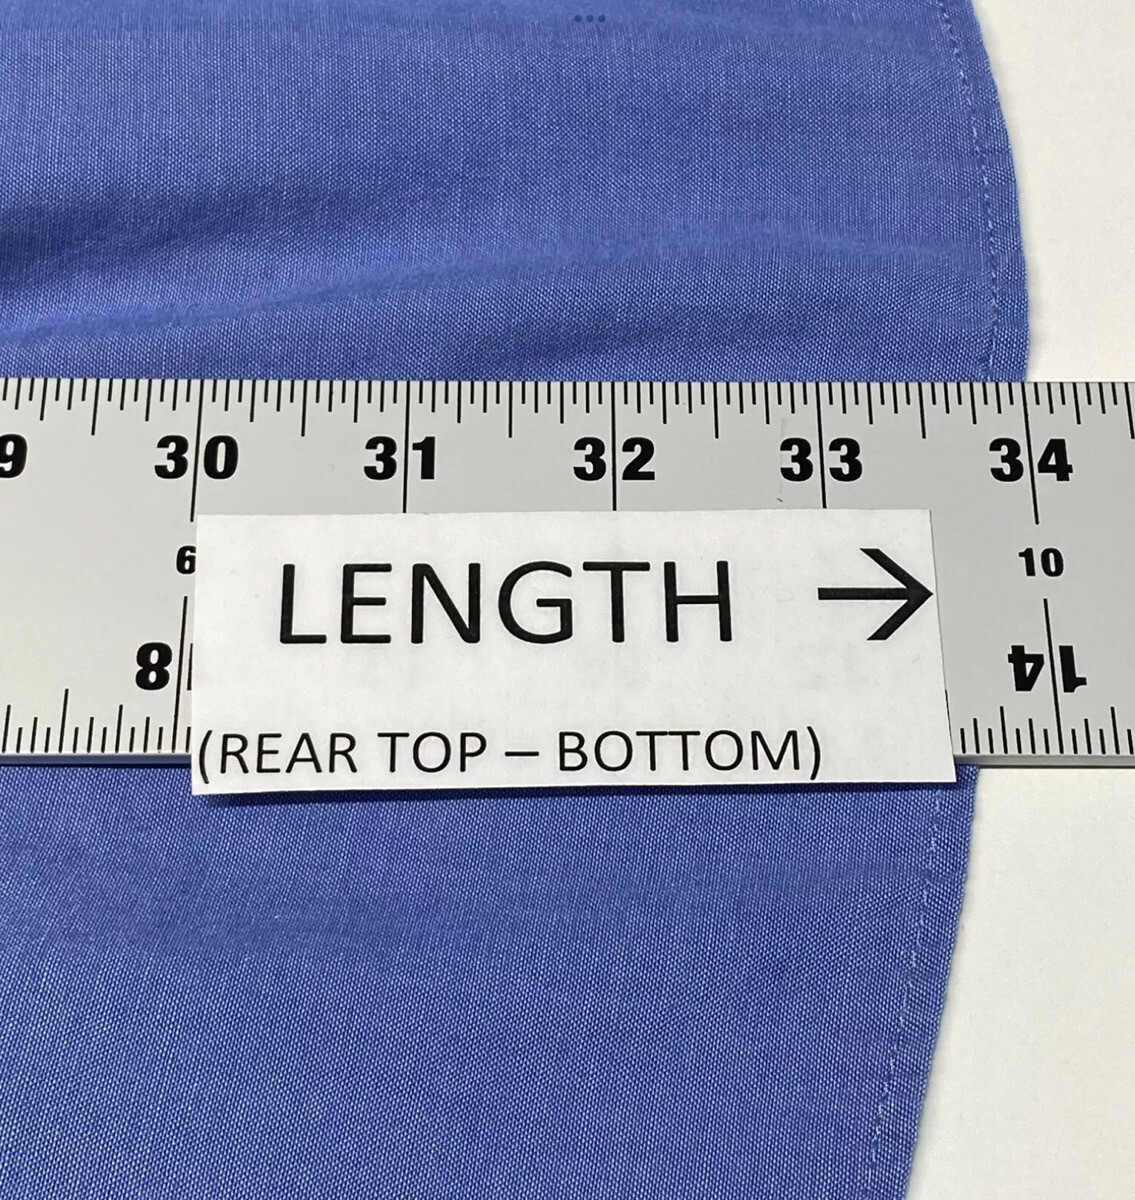 9 30 31 32 33 34
6 10
8 14
LENGTH →
(REAR TOP – BOTTOM)